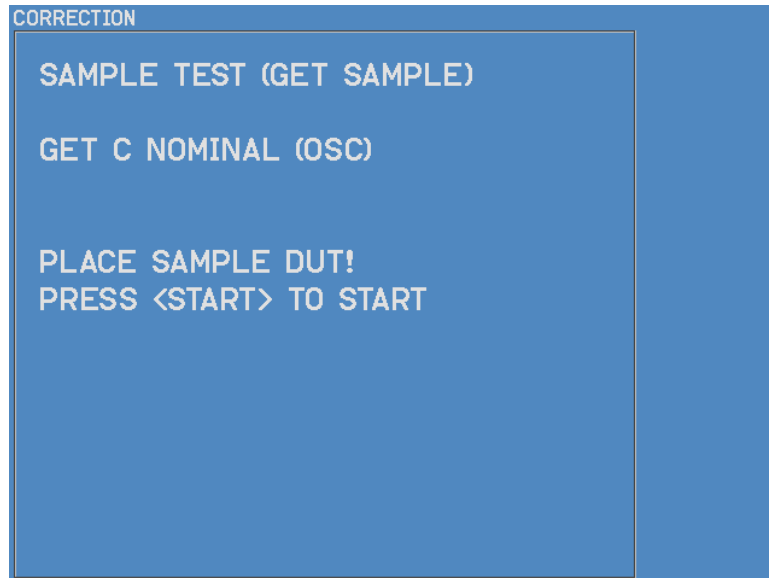 CORRECTION
SAMPLE TEST (GET SAMPLE)
GET C NOMINAL (OSC)
PLACE SAMPLE DUT!
PRESS <START> TO START